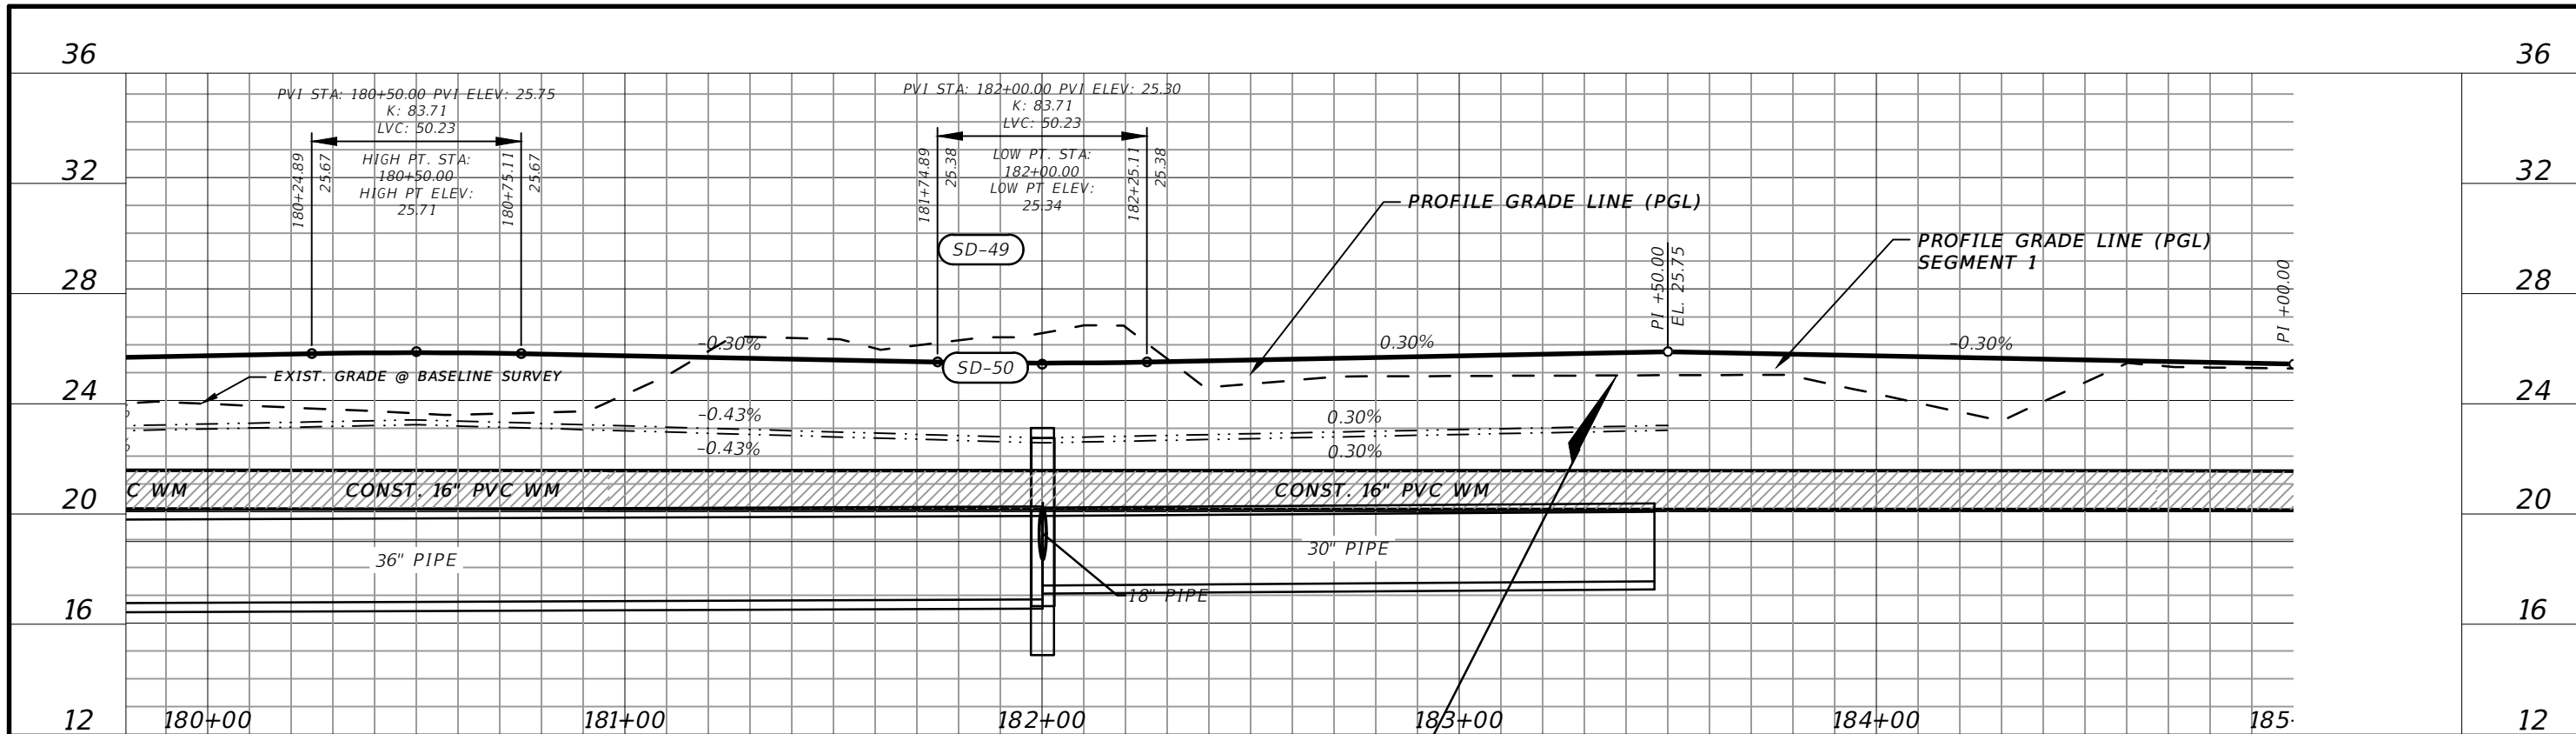 36
36
PVI STA: 180+50.00 PVI ELEV: 25.75
K: 83.71
LVC: 50.23
PVI STA: 182+00.00 PVI ELEV: 25.30
K: 83.71
LVC: 50.23
180+24.89
25.67
HIGH PT. STA:
180+50.00
HIGH PT ELEV:
25.71
180+75.11
25.67
181+74.89
25.38
LOW PT. STA:
182+00.00
LOW PT ELEV:
25.34
182+25.11
25.38
32
32
PROFILE GRADE LINE (PGL)
PROFILE GRADE LINE (PGL)
SEGMENT 1
SD-49
PI +50.00
EL. 25.75
PI +00.00
28
28
-0.30%
0.30%
-0.30%
SD-50
EXIST. GRADE @ BASELINE SURVEY
24
24
%
-0.43%
0.30%
%
-0.43%
0.30%
C WM
CONST. 16" PVC WM
CONST. 16" PVC WM
20
20
36" PIPE
30" PIPE
18" PIPE
16
16
12
180+00
181+00
182+00
183+00
184+00
185-
12